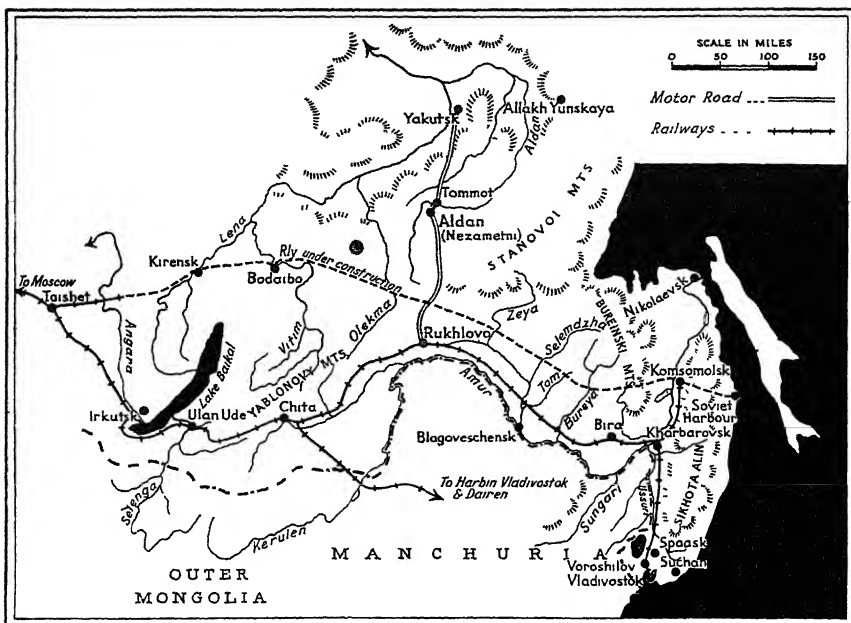 SCALE IN MILES
0 50 100 150
Motor Road
Railways
Yakutsk
Allakh Yunskaya
Aldan
Tommot
Aldan
(Nezametni)
STANOVOI MTS
Lena
Kirensk
Bodaibo
Rly under construction
To Moscow
Taishet
Angara
Vitim
Olekma
Rukhlovo
Zeya
Selemdzha
BUREINSKI MTS
Nikolaevsk
Lake Baikal
YABLONOVY MTS.
Amur
Tom
Bureya
Komsomolsk
Soviet
Harbour
Irkutsk
Ulan Ude
Chita
Blagoveschensk
Bira
Kharbarovsk
Selenga
To Harbin Vladivostok
& Dairen
Kerulen
Sungari
Ussuri
SIKHOTA ALIN
MANCHURIA
Spassk
Suchan
Voroshilov
Vladivostok
OUTER
MONGOLIA